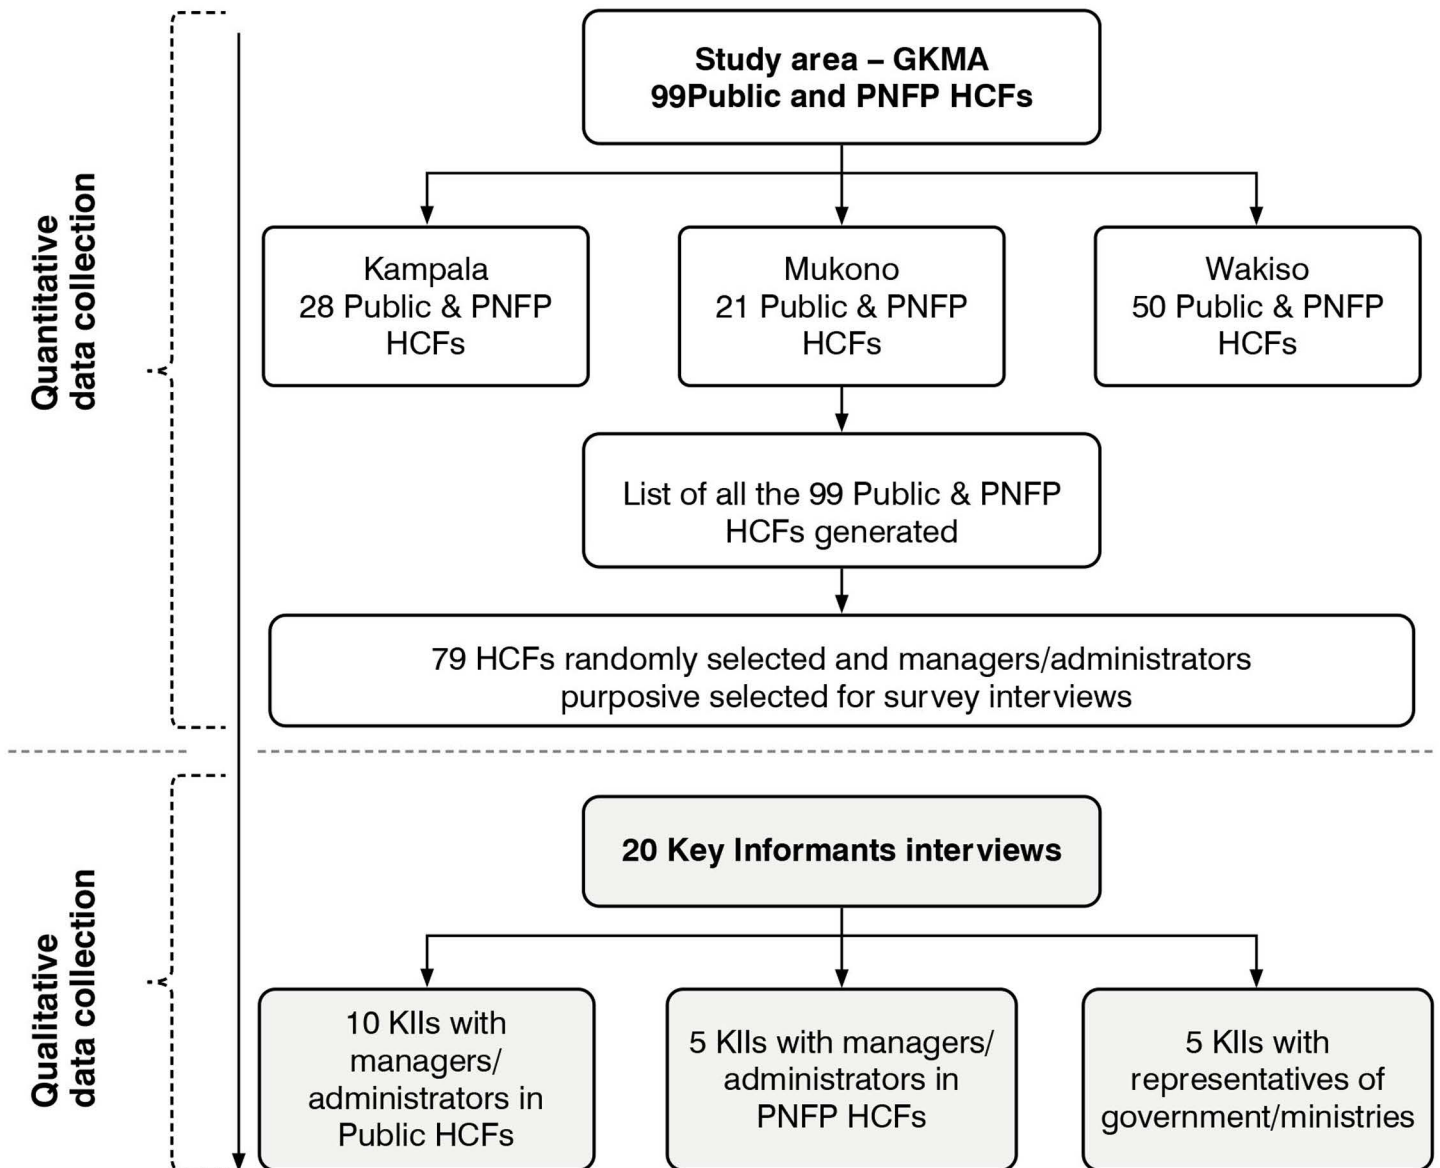 Study area – GKMA
99Public and PNFP HCFs
Quantitative
data collection
Kampala
28 Public & PNFP
HCFs
Mukono
21 Public & PNFP
HCFs
Wakiso
50 Public & PNFP
HCFs
List of all the 99 Public & PNFP
HCFs generated
79 HCFs randomly selected and managers/administrators
purposive selected for survey interviews
Qualitative
data collection
20 Key Informants interviews
10 KIIs with
managers/
administrators in
Public HCFs
5 KIIs with managers/
administrators in
PNFP HCFs
5 KIIs with
representatives of
government/ministries